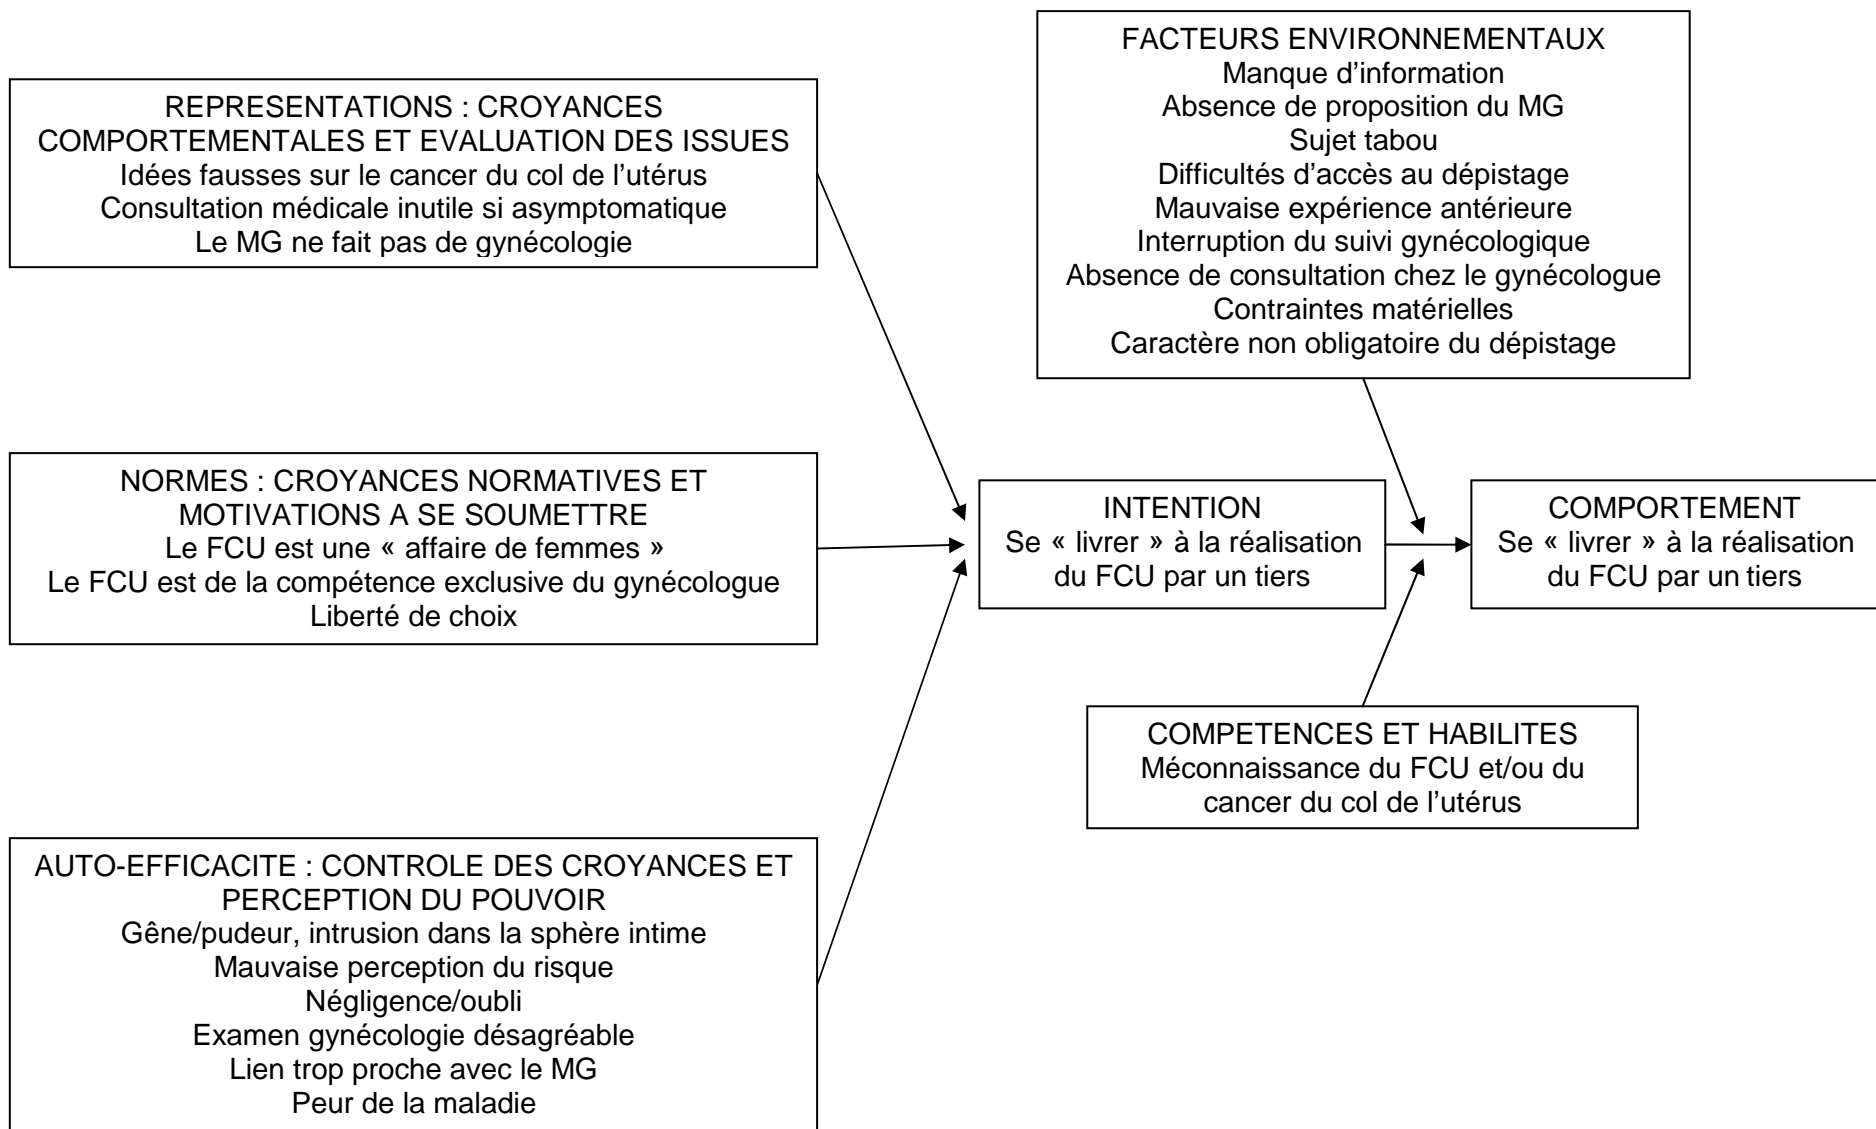 REPRESENTATIONS : CROYANCES
COMPORTEMENTALES ET EVALUATION DES ISSUES
Idées fausses sur le cancer du col de l’utérus
Consultation médicale inutile si asymptomatique
Le MG ne fait pas de gynécologie
FACTEURS ENVIRONNEMENTAUX
Manque d’information
Absence de proposition du MG
Sujet tabou
Difficultés d’accès au dépistage
Mauvaise expérience antérieure
Interruption du suivi gynécologique
Absence de consultation chez le gynécologue
Contraintes matérielles
Caractère non obligatoire du dépistage
NORMES : CROYANCES NORMATIVES ET
MOTIVATIONS A SE SOUMETTRE
Le FCU est une « affaire de femmes »
Le FCU est de la compétence exclusive du gynécologue
Liberté de choix
INTENTION
Se « livrer » à la réalisation
du FCU par un tiers
COMPORTEMENT
Se « livrer » à la réalisation
du FCU par un tiers
COMPETENCES ET HABILITES
Méconnaissance du FCU et/ou du
cancer du col de l’utérus
AUTO-EFFICACITE : CONTROLE DES CROYANCES ET
PERCEPTION DU POUVOIR
Gêne/pudeur, intrusion dans la sphère intime
Mauvaise perception du risque
Négligence/oubli
Examen gynécologie désagréable
Lien trop proche avec le MG
Peur de la maladie